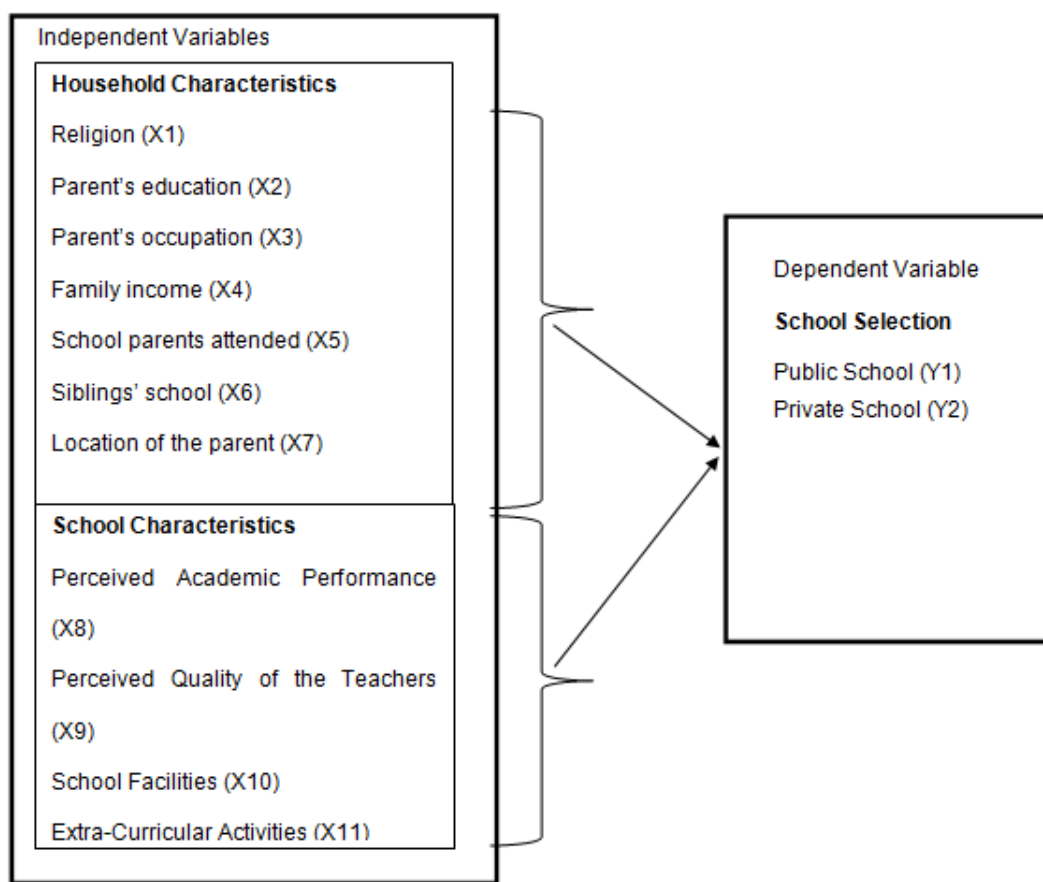 Independent Variables
Household Characteristics
Religion (X1)
Parent's education (X2)
Parent's occupation (X3)
Family income (X4)
School parents attended (X5)
Siblings' school (X6)
Location of the parent (X7)
School Characteristics
Perceived Academic Performance
(X8)
Perceived Quality of the Teachers
(X9)
School Facilities (X10)
Extra-Curricular Activities (X11)
Dependent Variable
School Selection
Public School (Y1)
Private School (Y2)